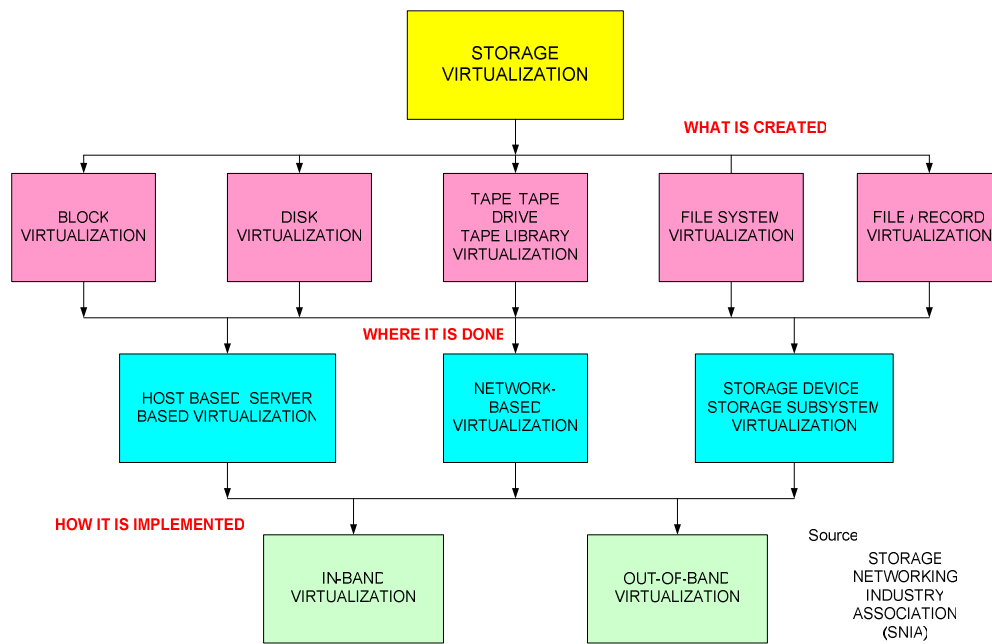 STORAGE
VIRTUALIZATION
WHAT IS CREATED
BLOCK
VIRTUALIZATION
DISK
VIRTUALIZATION
TAPE TAPE
DRIVE
TAPE LIBRARY
VIRTUALIZATION
FILE SYSTEM
VIRTUALIZATION
FILE / RECORD
VIRTUALIZATION
WHERE IT IS DONE
HOST BASED SERVER
BASED VIRTUALIZATION
NETWORK-
BASED
VIRTUALIZATION
STORAGE DEVICE
STORAGE SUBSYSTEM
VIRTUALIZATION
HOW IT IS IMPLEMENTED
IN-BAND
VIRTUALIZATION
OUT-OF-BAND
VIRTUALIZATION
Source
STORAGE
NETWORKING
INDUSTRY
ASSOCIATION
(SNIA)